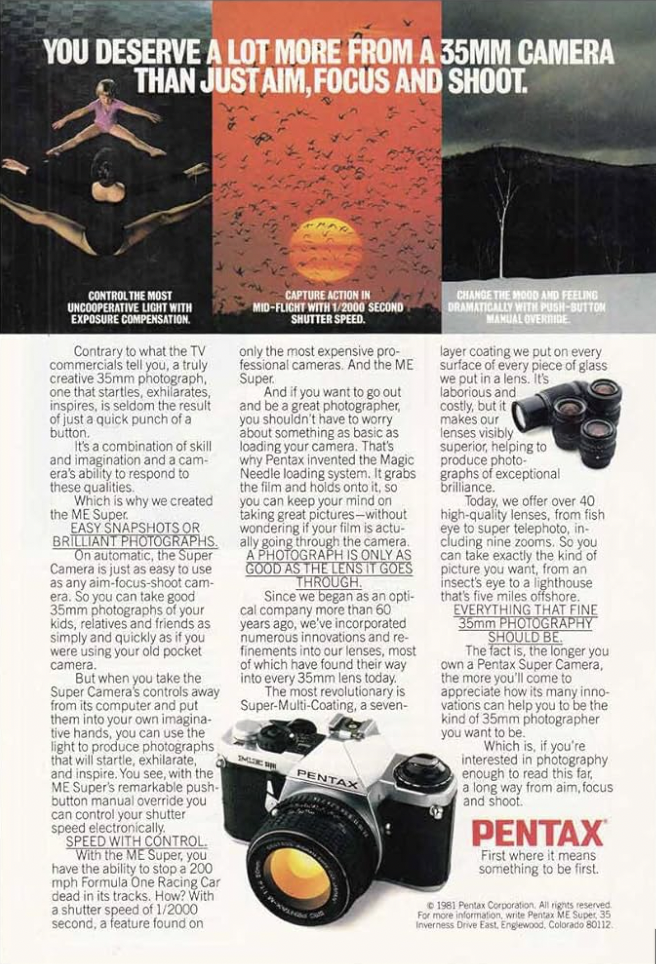 YOU DESERVE A LOT MORE FROM A 35MM CAMERA
THAN JUST AIM, FOCUS AND SHOOT.
CONTROL THE MOST
UNCOOPERATIVE LIGHT WITH
EXPOSURE COMPENSATION.
CAPTURE ACTION IN
MID-FLIGHT WITH 1/2000 SECOND
SHUTTER SPEED.
CHANGE THE MOOD AND FEELING
DRAMATICALLY WITH PUSH-BUTTON
MANUAL OVERRIDE.
Contrary to what the TV
commercials tell you, a truly
creative 35mm photograph,
one that startles, exhilarates,
inspires, is seldom the result
of just a quick punch of a
button.
It's a combination of skill
and imagination and a cam-
era's ability to respond to
these qualities.
Which is why we created
the ME Super.
EASY SNAPSHOTS OR
BRILLIANT PHOTOGRAPHS.
On automatic, the Super
Camera is just as easy to use
as any aim-focus-shoot cam-
era. So you can take good
35mm photographs of your
kids, relatives and friends as
simply and quickly as if you
were using your old pocket
camera.
But when you take the
Super Camera's controls away
from its computer and put
them into your own imagina-
tive hands, you can use the
light to produce photographs
that will startle, exhilarate,
and inspire. You see, with the
ME Super's remarkable push-
button manual override you
can control your shutter
speed electronically.
SPEED WITH CONTROL.
With the ME Super, you
have the ability to stop a 200
mph Formula One Racing Car
dead in its tracks. How? With
a shutter speed of 1/2000
second, a feature found on
only the most expensive pro-
fessional cameras. And the ME
Super.
And if you want to go out
and be a great photographer,
you shouldn't have to worry
about something as basic as
loading your camera. That's
why Pentax invented the Magic
Needle loading system. It grabs
the film and holds onto it, so
you can keep your mind on
taking great pictures—without
wondering if your film is actu-
ally going through the camera.
A PHOTOGRAPH IS ONLY AS
GOOD AS THE LENS IT GOES
THROUGH.
Since we began as an opti-
cal company more than 60
years ago, we've incorporated
numerous innovations and re-
finements into our lenses, most
of which have found their way
into every 35mm lens today.
The most revolutionary is
Super-Multi-Coating, a seven-
layer coating we put on every
surface of every piece of glass
we put in a lens. It's
laborious and
costly, but it
makes our
lenses visibly
superior, helping to
produce photo-
graphs of exceptional
brilliance.
Today, we offer over 40
high-quality lenses, from fish
eye to super telephoto, in-
cluding nine zooms. So you
can take exactly the kind of
picture you want, from an
insect's eye to a lighthouse
that's five miles offshore.
EVERYTHING THAT FINE
35mm PHOTOGRAPHY
SHOULD BE.
The fact is, the longer you
own a Pentax Super Camera,
the more you'll come to
appreciate how its many inno-
vations can help you to be the
kind of 35mm photographer
you want to be.
Which is, if you're
interested in photography
enough to read this far,
a long way from aim, focus
and shoot.
PENTAX
ME SUPER
PENTAX®
First where it means
something to be first.
© 1981 Pentax Corporation. All rights reserved.
For more information, write Pentax ME Super, 35
Inverness Drive East, Englewood, Colorado 80112.